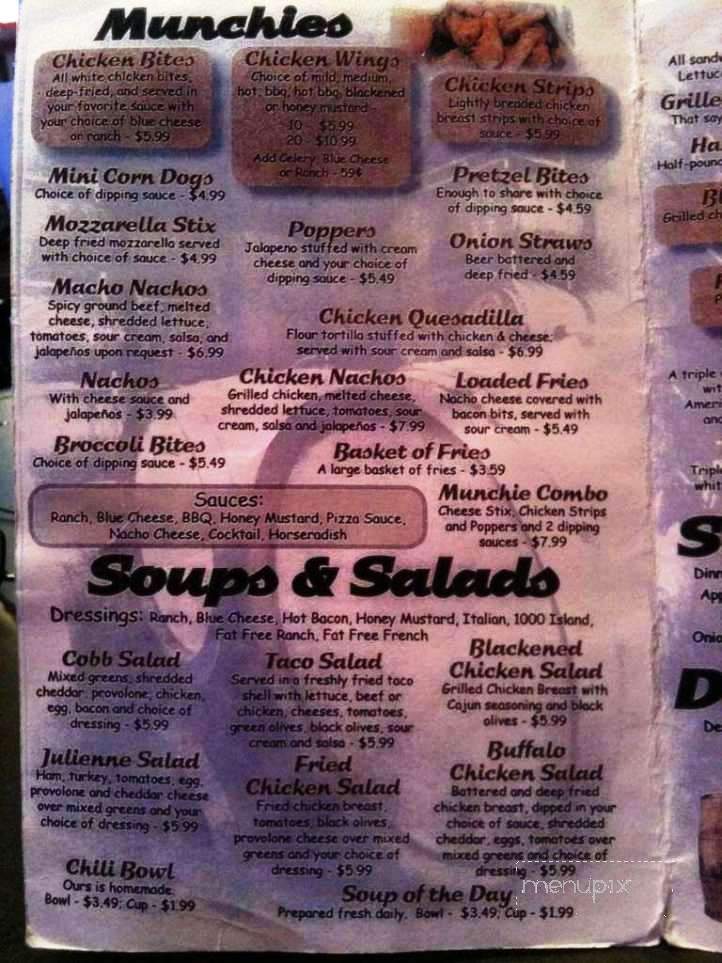 Munchies
Chicken Bites
All white chicken bites,
deep-fried, and served in
your favorite sauce with
your choice of blue cheese
or ranch - $5.99
Chicken Wings
Choice of mild, medium,
hot, bbq, hot bbq, blackened
or honey mustard -
10 - $5.99
20 - $10.99
Add Celery, Blue Cheese
or Ranch - 59¢
Chicken Strips
Lightly breaded chicken
breast strips with choice of
sauce - $5.99
Mini Corn Dogs
Choice of dipping sauce - $4.99
Pretzel Bites
Enough to share with choice
of dipping sauce - $4.59
Mozzarella Stix
Deep fried mozzarella served
with choice of sauce - $4.99
Poppers
Jalapeno stuffed with cream
cheese and your choice of
dipping sauce - $5.49
Onion Straws
Beer battered and
deep fried - $4.59
Macho Nachos
Spicy ground beef, melted
cheese, shredded lettuce,
tomatoes, sour cream, salsa, and
jalapeños upon request - $6.99
Chicken Quesadilla
Flour tortilla stuffed with chicken & cheese,
served with sour cream and salsa - $6.99
Nachos
With cheese sauce and
jalapeños - $3.99
Chicken Nachos
Grilled chicken, melted cheese,
shredded lettuce, tomatoes, sour
cream, salsa and jalapeños - $7.99
Loaded Fries
Nacho cheese covered with
bacon bits, served with
sour cream - $5.49
Broccoli Bites
Choice of dipping sauce - $5.49
Basket of Fries
A large basket of fries - $3.59
Sauces:
Ranch, Blue Cheese, BBQ, Honey Mustard, Pizza Sauce,
Nacho Cheese, Cocktail, Horseradish
Munchie Combo
Cheese Stix, Chicken Strips
and Poppers and 2 dipping
sauces - $7.99
Soups & Salads
Dressings: Ranch, Blue Cheese, Hot Bacon, Honey Mustard, Italian, 1000 Island,
Fat Free Ranch, Fat Free French
Cobb Salad
Mixed greens, shredded
cheddar, provolone, chicken,
egg, bacon and choice of
dressing - $5.99
Taco Salad
Served in a freshly fried taco
shell with lettuce, beef or
chicken, cheeses, tomatoes,
green olives, black olives, sour
cream and salsa - $5.99
Blackened
Chicken Salad
Grilled Chicken Breast with
Cajun seasoning and black
olives - $5.99
Julienne Salad
Ham, turkey, tomatoes, egg,
provolone and cheddar cheese
over mixed greens and your
choice of dressing - $5.99
Fried
Chicken Salad
Fried chicken breast,
tomatoes, black olives,
provolone cheese over mixed
greens and your choice of
dressing - $5.99
Buffalo
Chicken Salad
Battered and deep fried
chicken breast, dipped in your
choice of sauce, shredded
cheddar, eggs, tomatoes over
mixed greens and choice of
dressing - $5.99
Chili Bowl
Ours is homemade.
Bowl - $3.49; Cup - $1.99
Soup of the Day
Prepared fresh daily. Bowl - $3.49; Cup - $1.99
menupix
All
Lettuc
Grille
That say
Ha
Half-pound
Grilled ch
A triple
wit
Ameri
and
Tripl
whit
S
Dinn
App
Onio
D
De